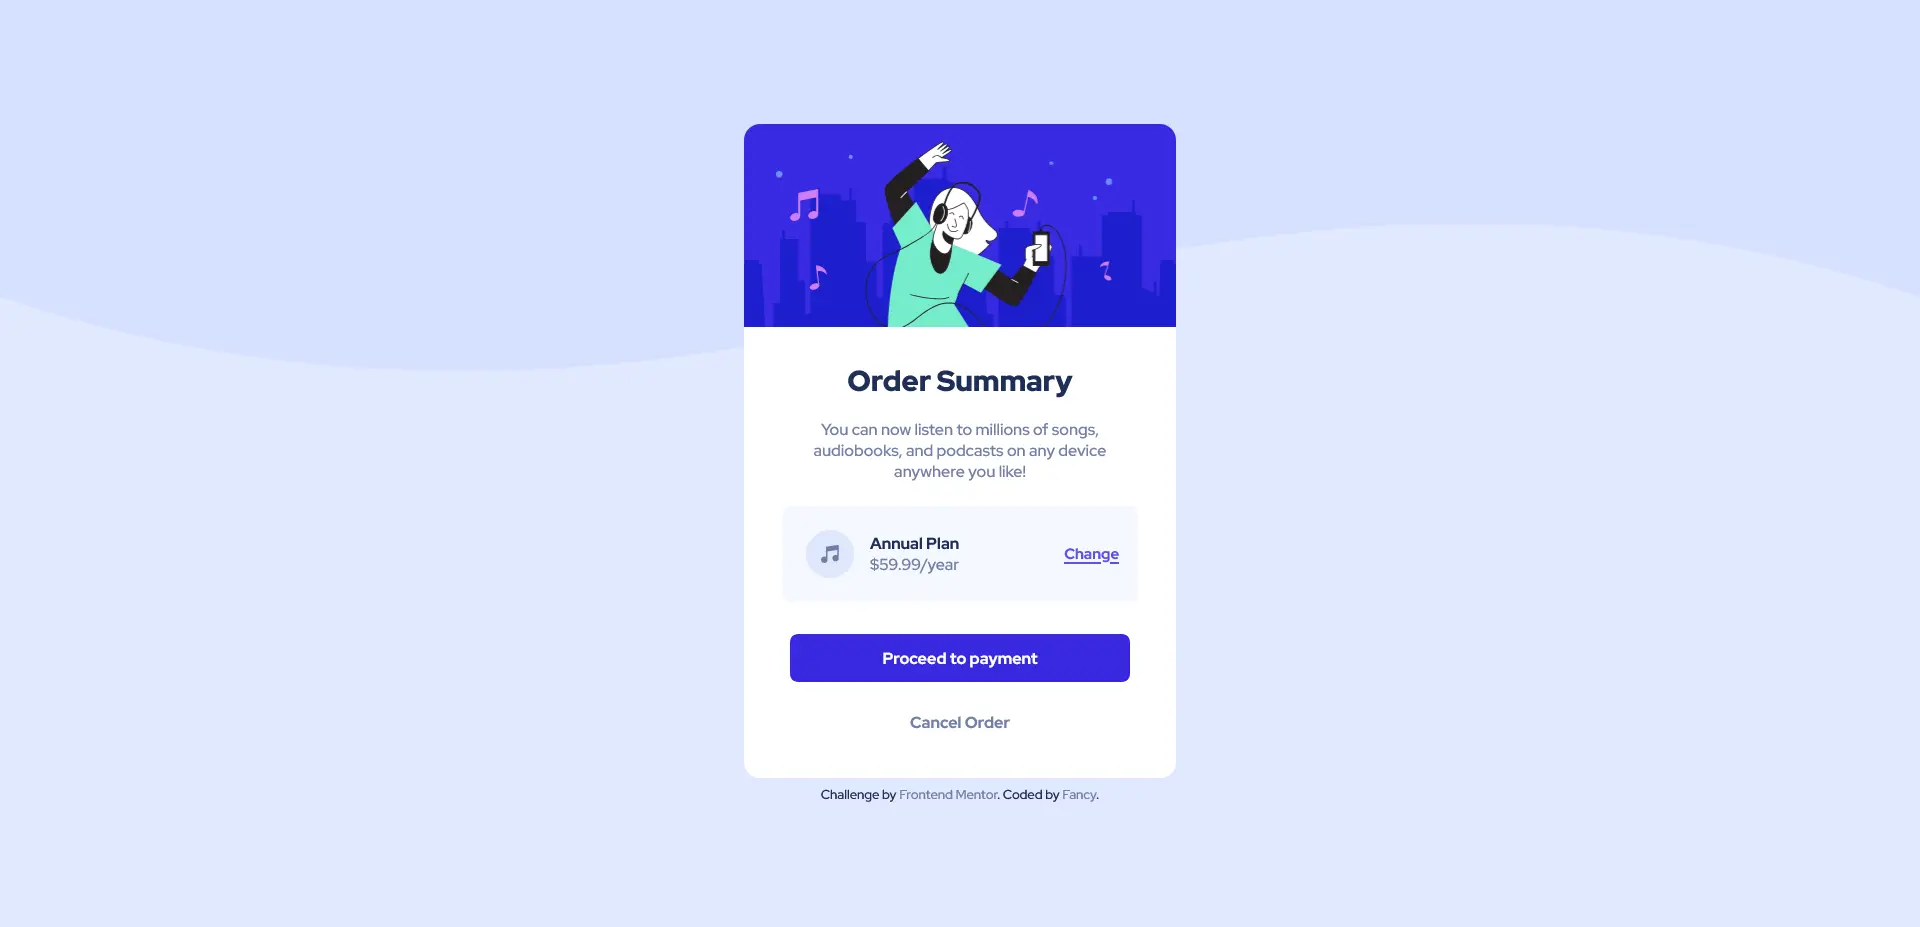 Order Summary
You can now listen to millions of songs,
audiobooks, and podcasts on any device
anywhere you like!
Annual Plan
$59.99/year
Change
Proceed to payment
Cancel Order
Challenge by Frontend Mentor. Coded by Fancy.